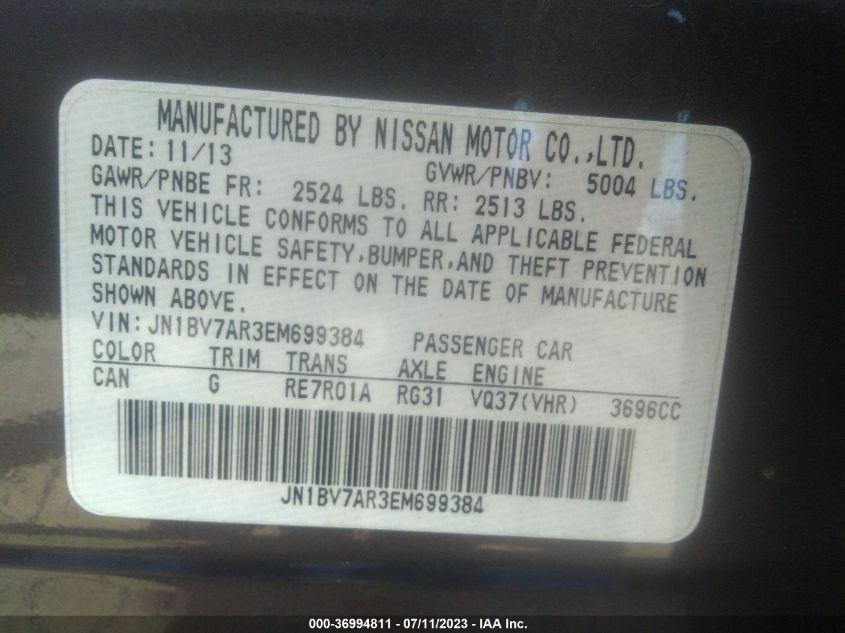 MANUFACTURED BY NISSAN MOTOR CO.,LTD.
DATE: 11/13 GVWR/PNBV: 5004 LBS.
GAWR/PNBE FR: 2524 LBS. RR: 2513 LBS.
THIS VEHICLE CONFORMS TO ALL APPLICABLE FEDERAL
MOTOR VEHICLE SAFETY,BUMPER,AND THEFT PREVENTION
STANDARDS IN EFFECT ON THE DATE OF MANUFACTURE
SHOWN ABOVE.
VIN:JN1BV7AR3EM699384 PASSENGER CAR
COLOR TRIM TRANS AXLE ENGINE
CAN G RE7R01A RG31 VQ37(VHR) 3696CC
JN1BV7AR3EM699384
000-36994811 - 07/11/2023 - IAA Inc.